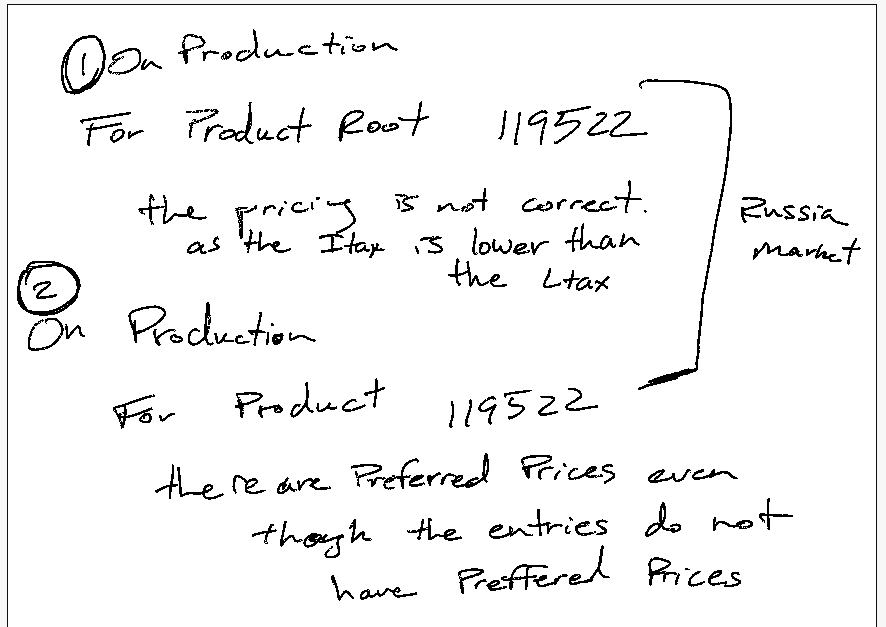 ① On Production
For Product Root 119522
the pricing is not correct.
as the Itax is lower than
the Ltax
Russia
market
②
On Production
For Product 119522
there are Preferred Prices even
though the entries do not
have Preffered Prices